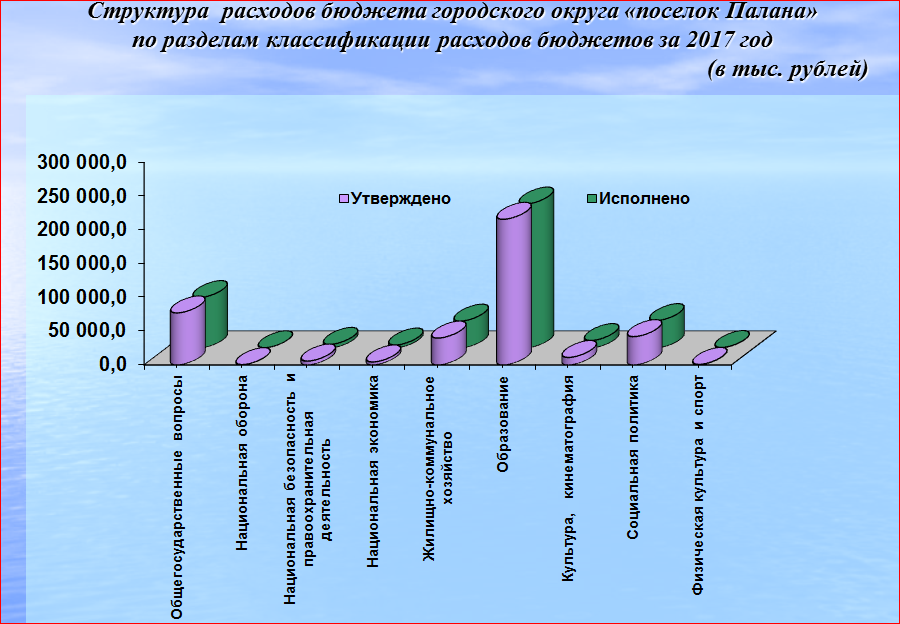 Структура расходов бюджета городского округа «поселок Палана»
по разделам классификации расходов бюджетов за 2017 год
(в тыс. рублей)
300 000,0
250 000,0
200 000,0
150 000,0
100 000,0
50 000,0
0,0
Утверждено
Исполнено
Общегосударственные вопросы
Национальная оборона
Национальная безопасность и
правоохранительная
деятельность
Национальная экономика
Жилищно-коммунальное
хозяйство
Образование
Культура, кинематография
Социальная политика
Физическая культура и спорт